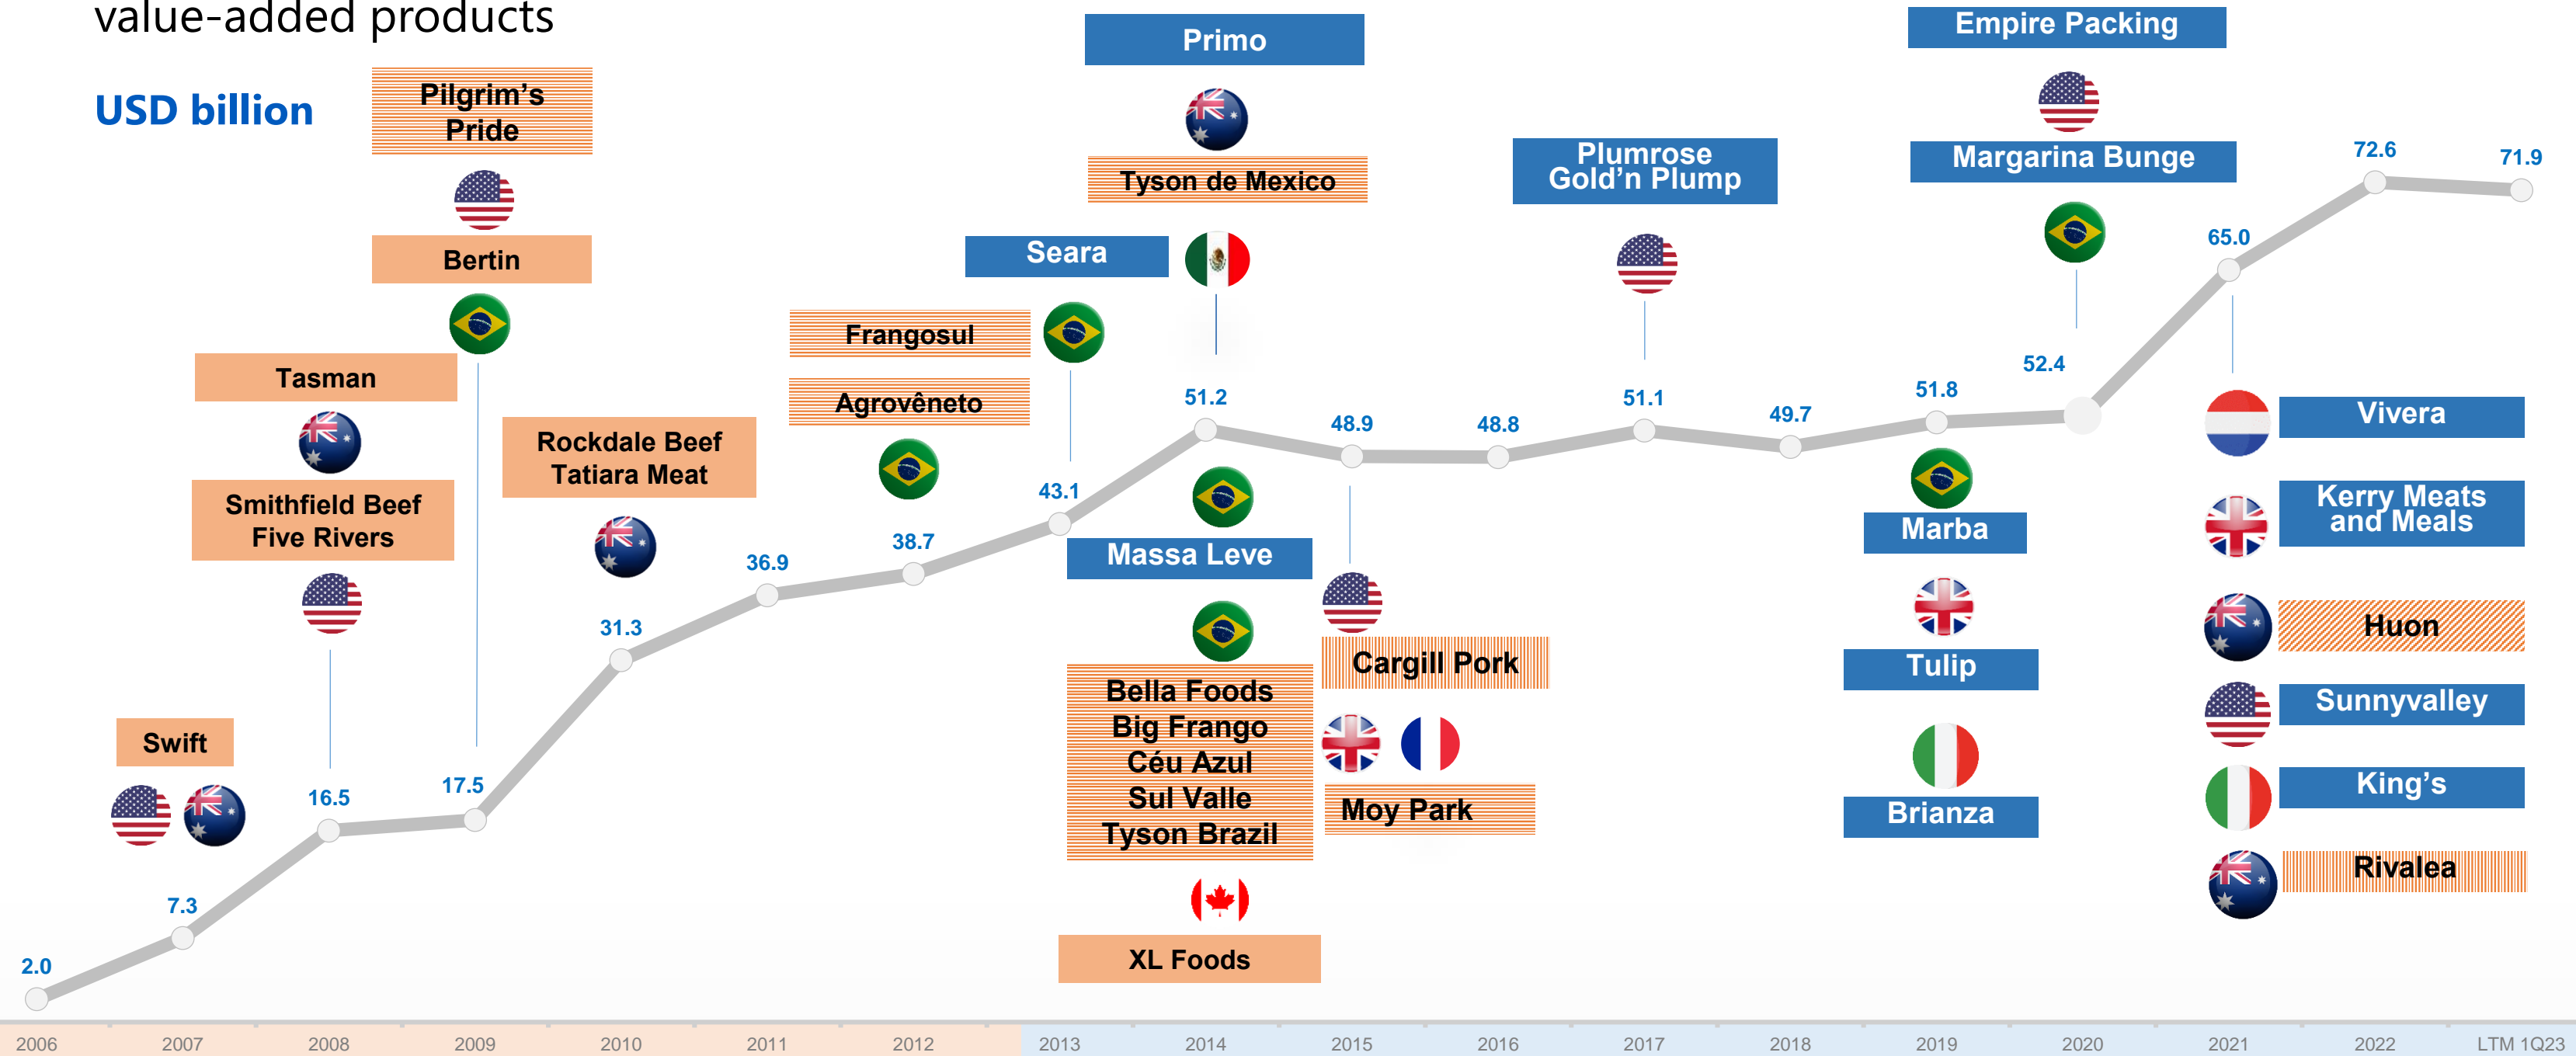 value-added products
USD billion
Pilgrim's
Pride
Bertin
Tasman
Smithfield Beef
Five Rivers
Swift
Rockdale Beef
Tatiara Meat
Frangosul
Agrovêneto
Seara
Primo
Tyson de Mexico
Massa Leve
Bella Foods
Big Frango
Céu Azul
Sul Valle
Tyson Brazil
XL Foods
Cargill Pork
Moy Park
Plumrose
Gold'n Plump
Marba
Tulip
Brianza
Empire Packing
Margarina Bunge
Vivera
Kerry Meats
and Meals
Huon
Sunnyvalley
King's
Rivalea
2.0
7.3
16.5
17.5
31.3
36.9
38.7
43.1
51.2
48.9
48.8
51.1
49.7
51.8
52.4
65.0
72.6
71.9
2006
2007
2008
2009
2010
2011
2012
2013
2014
2015
2016
2017
2018
2019
2020
2021
2022
LTM 1Q23